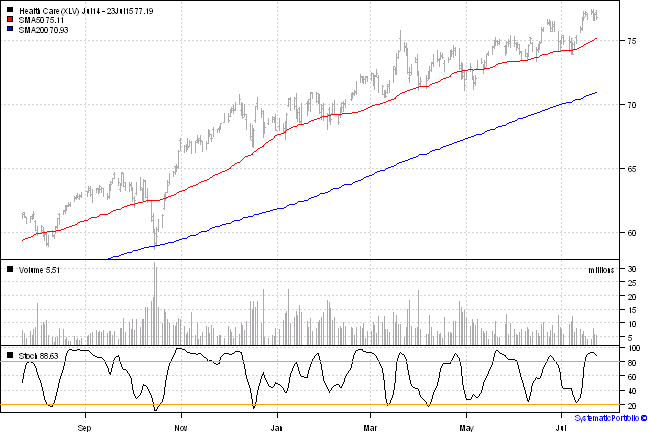 Health Care (XLV) Jul14 - 23Jul15 77.19
SMA50 75.11
SMA200 70.93
75
70
65
60
Volume 5.51
millions
30
25
20
15
10
5
Stoch 88.63
100
80
60
40
20
Sep Nov Jan Mar May Jul
SystematicPortfolio ©